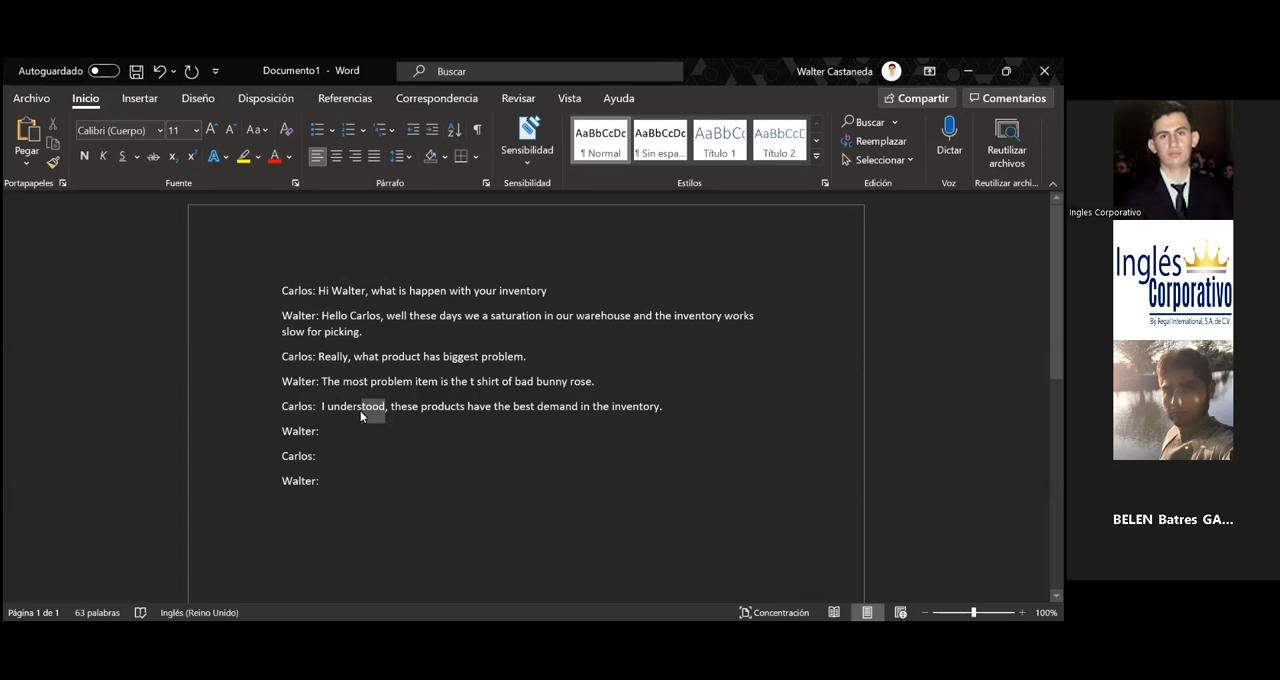 Autoguardado
Documento1 - Word
Buscar
Walter Castaneda
Archivo Inicio Insertar Diseño Disposición Referencias Correspondencia Revisar Vista Ayuda
Compartir
Comentarios
Pegar
Portapapeles
Calibri (Cuerpo) 11
A A Aa A
N K S ab x₂ x² A A
Fuente
Párrafo
Sensibilidad
Sensibilidad
AaBbCcDc AaBbCcDc AaBbCc AaBbCcE
¶ Normal ¶ Sin espa... Título 1 Título 2
Estilos
Buscar
Reemplazar
Seleccionar
Edición
Dictar
Voz
Reutilizar
archivos
Reutilizar archi...
Carlos: Hi Walter, what is happen with your inventory
Walter: Hello Carlos, well these days we a saturation in our warehouse and the inventory works
slow for picking.
Carlos: Really, what product has biggest problem.
Walter: The most problem item is the t shirt of bad bunny rose.
Carlos: I understood, these products have the best demand in the inventory.
Walter:
Carlos:
Walter:
Página 1 de 1 63 palabras Inglés (Reino Unido)
Concentración
100%
Ingles Corporativo
Inglés
Corporativo
By Regal International, S.A. de C.V.
BELEN Batres GA...